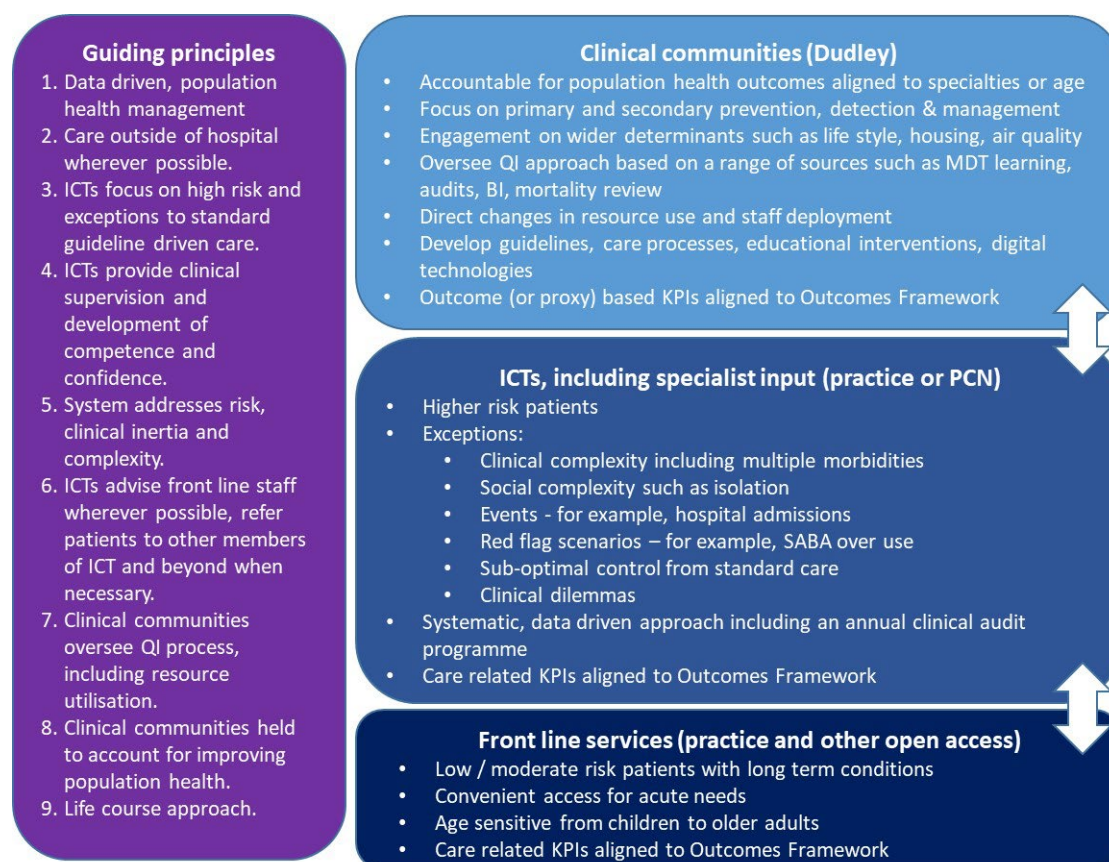 Guiding principles
1. Data driven, population
health management
2. Care outside of hospital
wherever possible.
3. ICTs focus on high risk and
exceptions to standard
guideline driven care.
4. ICTs provide clinical
supervision and
development of
competence and
confidence.
5. System addresses risk,
clinical inertia and
complexity.
6. ICTs advise front line staff
wherever possible, refer
patients to other members
of ICT and beyond when
necessary.
7. Clinical communities
oversee QI process,
including resource
utilisation.
8. Clinical communities held
to account for improving
population health.
9. Life course approach.
Clinical communities (Dudley)
• Accountable for population health outcomes aligned to specialties or age
• Focus on primary and secondary prevention, detection & management
• Engagement on wider determinants such as life style, housing, air quality
• Oversee QI approach based on a range of sources such as MDT learning,
audits, BI, mortality review
• Direct changes in resource use and staff deployment
• Develop guidelines, care processes, educational interventions, digital
technologies
• Outcome (or proxy) based KPIs aligned to Outcomes Framework
ICTs, including specialist input (practice or PCN)
• Higher risk patients
• Exceptions:
• Clinical complexity including multiple morbidities
• Social complexity such as isolation
• Events - for example, hospital admissions
• Red flag scenarios – for example, SABA over use
• Sub-optimal control from standard care
• Clinical dilemmas
• Systematic, data driven approach including an annual clinical audit
programme
• Care related KPIs aligned to Outcomes Framework
Front line services (practice and other open access)
• Low / moderate risk patients with long term conditions
• Convenient access for acute needs
• Age sensitive from children to older adults
• Care related KPIs aligned to Outcomes Framework